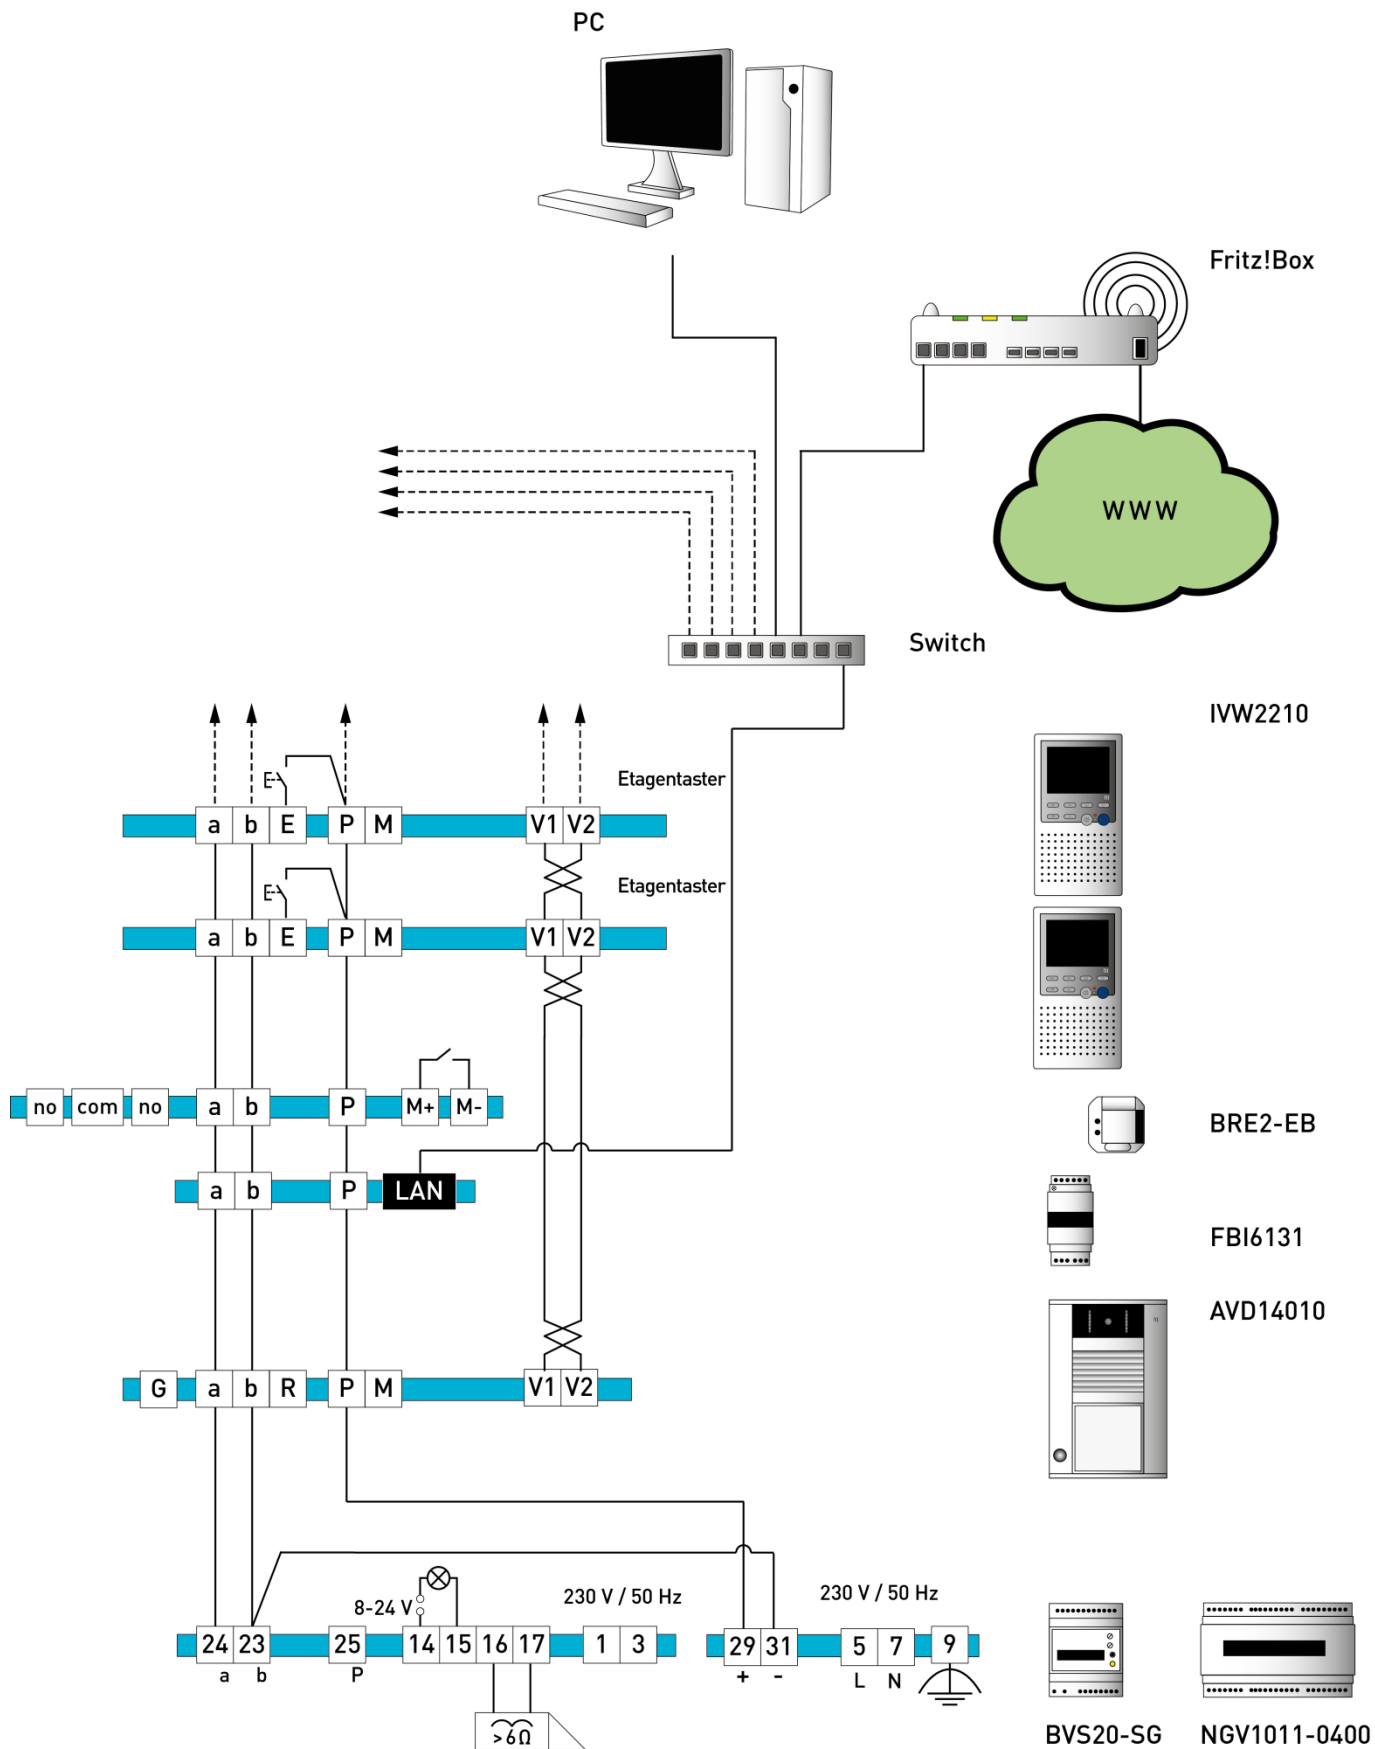 PC
Fritz!Box
WWW
Switch
IVW2210
Etagentaster
a b E P M V1 V2
Etagentaster
a b E P M V1 V2
no com no a b P M+ M-
BRE2-EB
a b P LAN
FBI6131
AVD14010
G a b R P M V1 V2
8-24 V 230 V / 50 Hz 230 V / 50 Hz
24 23 25 14 15 16 17 1 3 29 31 5 7 9
a b P + - L N
>6Ω
BVS20-SG NGV1011-0400